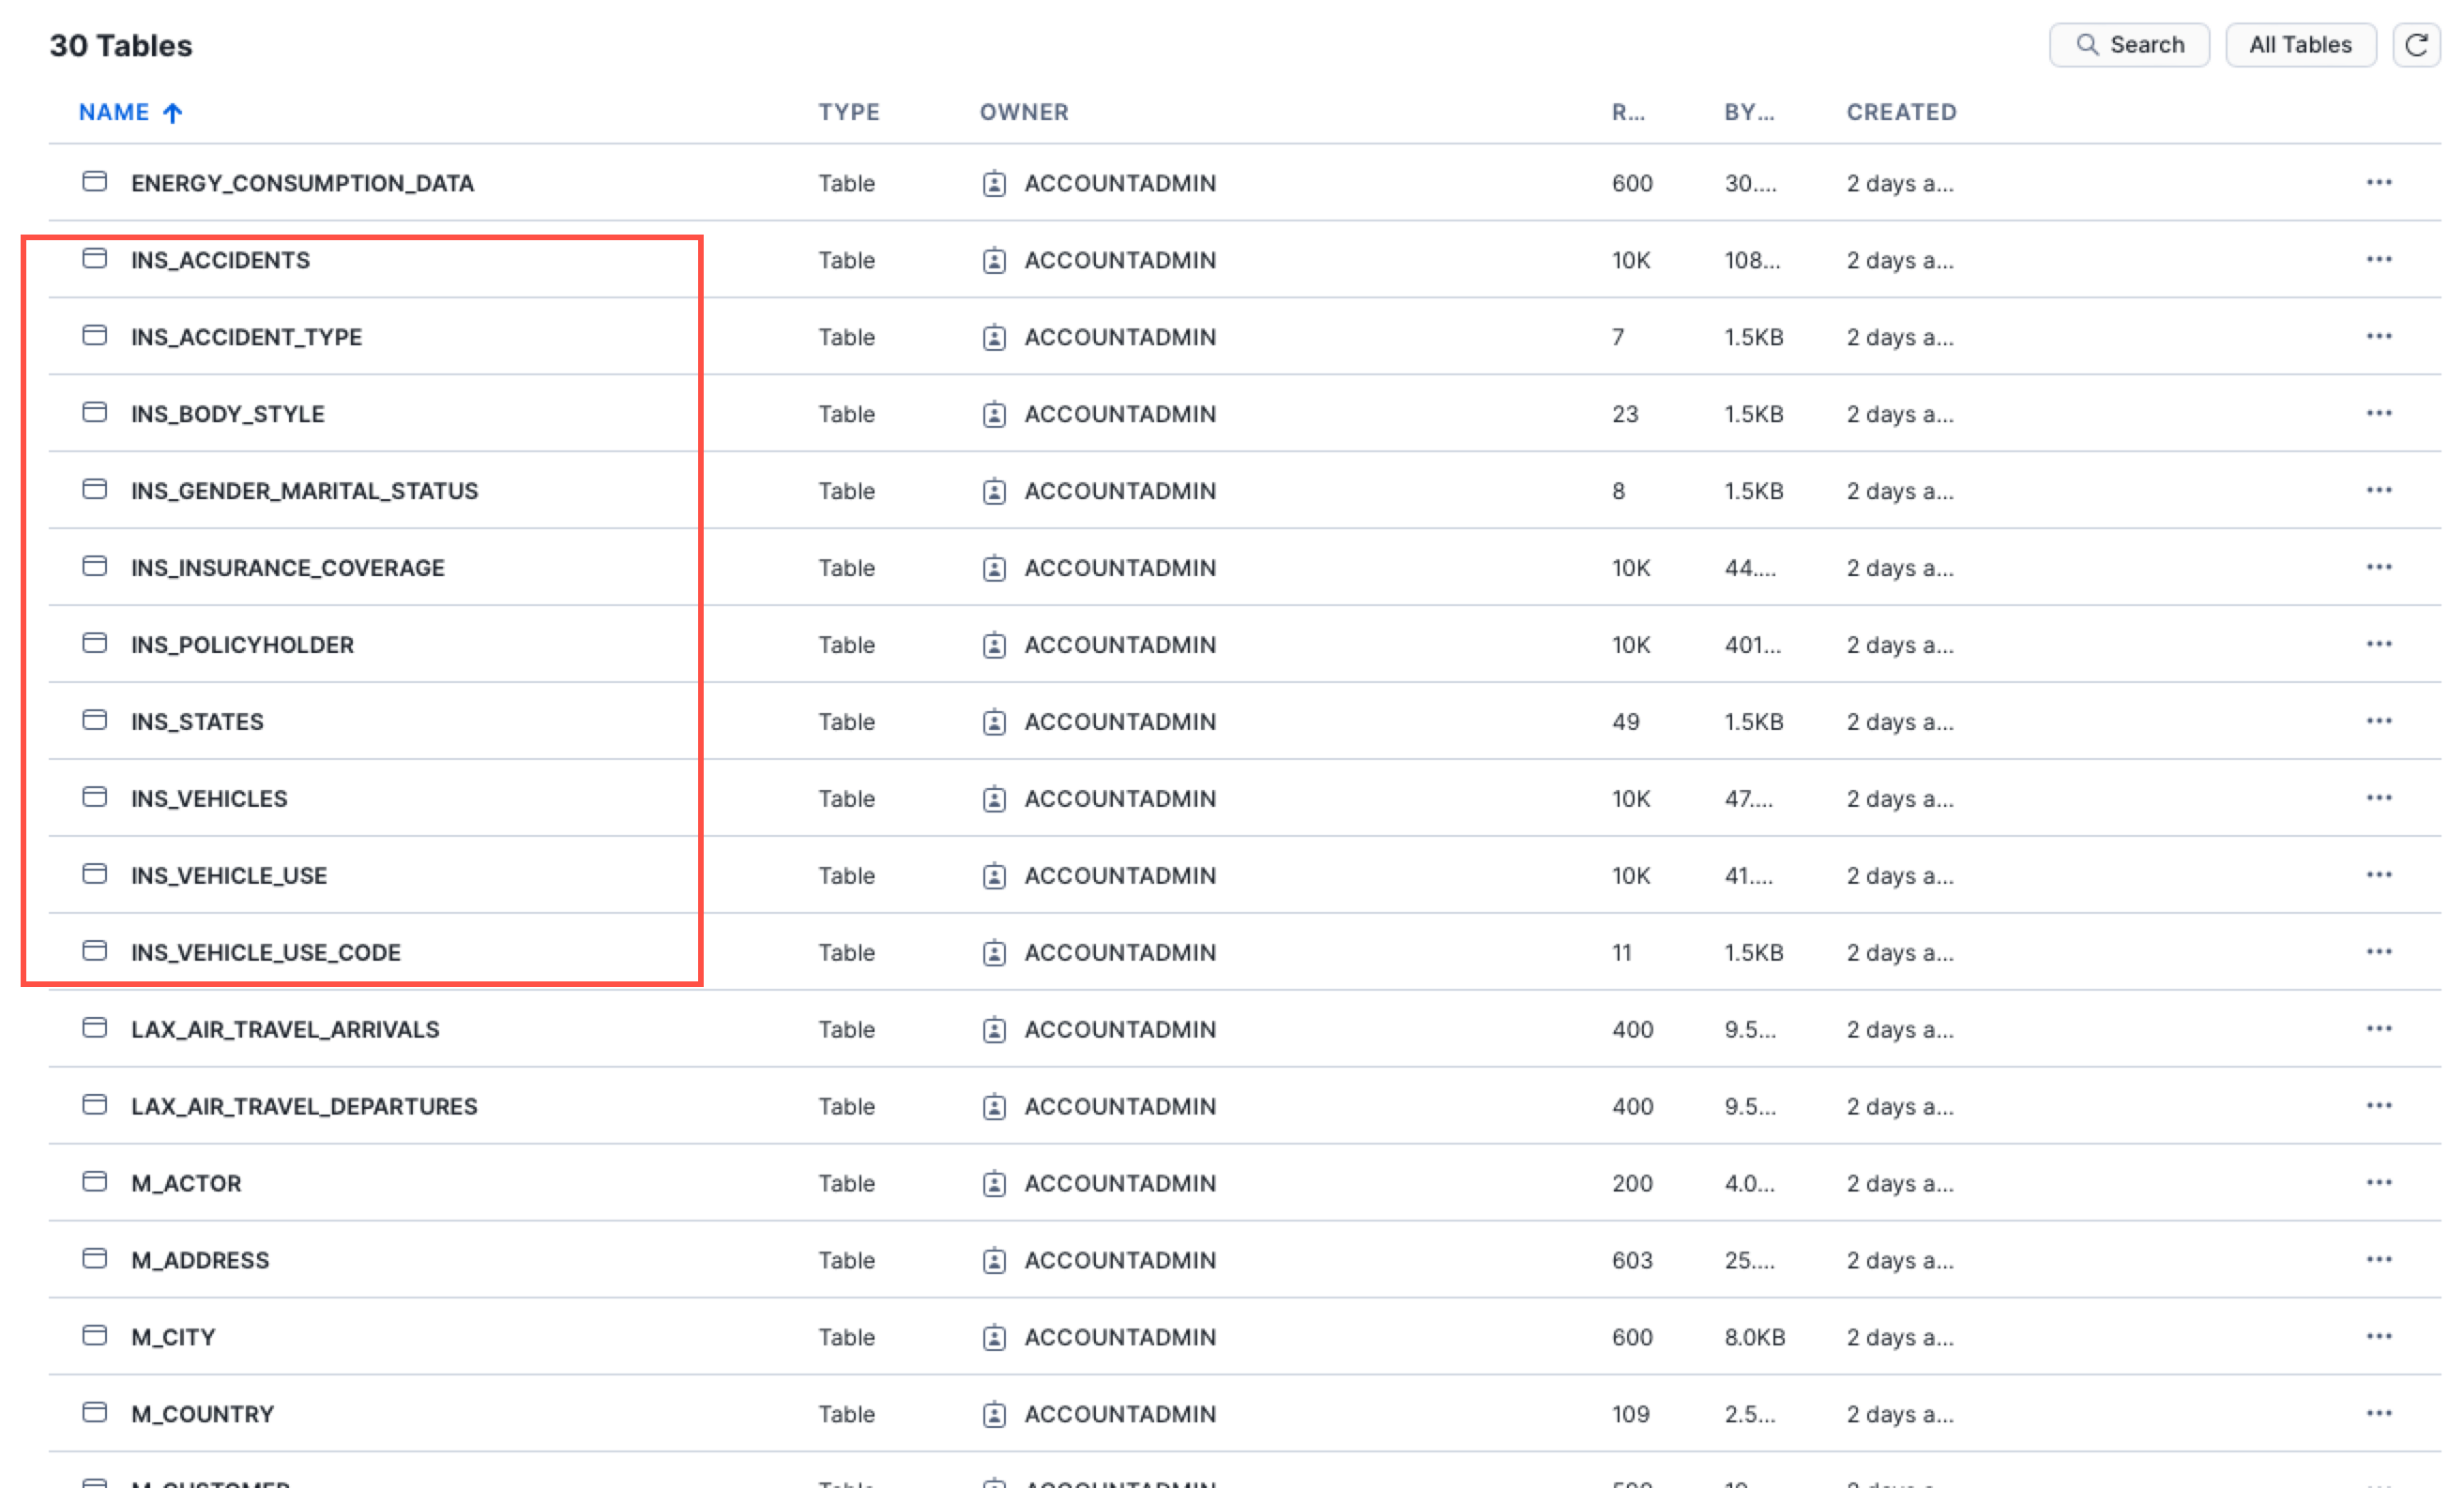 30 Tables
Search
All Tables
NAME TYPE OWNER R... BY... CREATED
ENERGY_CONSUMPTION_DATA Table ACCOUNTADMIN 600 30.... 2 days a...
INS_ACCIDENTS Table ACCOUNTADMIN 10K 108... 2 days a...
INS_ACCIDENT_TYPE Table ACCOUNTADMIN 7 1.5KB 2 days a...
INS_BODY_STYLE Table ACCOUNTADMIN 23 1.5KB 2 days a...
INS_GENDER_MARITAL_STATUS Table ACCOUNTADMIN 8 1.5KB 2 days a...
INS_INSURANCE_COVERAGE Table ACCOUNTADMIN 10K 44.... 2 days a...
INS_POLICYHOLDER Table ACCOUNTADMIN 10K 401... 2 days a...
INS_STATES Table ACCOUNTADMIN 49 1.5KB 2 days a...
INS_VEHICLES Table ACCOUNTADMIN 10K 47.... 2 days a...
INS_VEHICLE_USE Table ACCOUNTADMIN 10K 41.... 2 days a...
INS_VEHICLE_USE_CODE Table ACCOUNTADMIN 11 1.5KB 2 days a...
LAX_AIR_TRAVEL_ARRIVALS Table ACCOUNTADMIN 400 9.5... 2 days a...
LAX_AIR_TRAVEL_DEPARTURES Table ACCOUNTADMIN 400 9.5... 2 days a...
M_ACTOR Table ACCOUNTADMIN 200 4.0... 2 days a...
M_ADDRESS Table ACCOUNTADMIN 603 25.... 2 days a...
M_CITY Table ACCOUNTADMIN 600 8.0KB 2 days a...
M_COUNTRY Table ACCOUNTADMIN 109 2.5... 2 days a...
M_CUSTOMER Table ACCOUNTADMIN